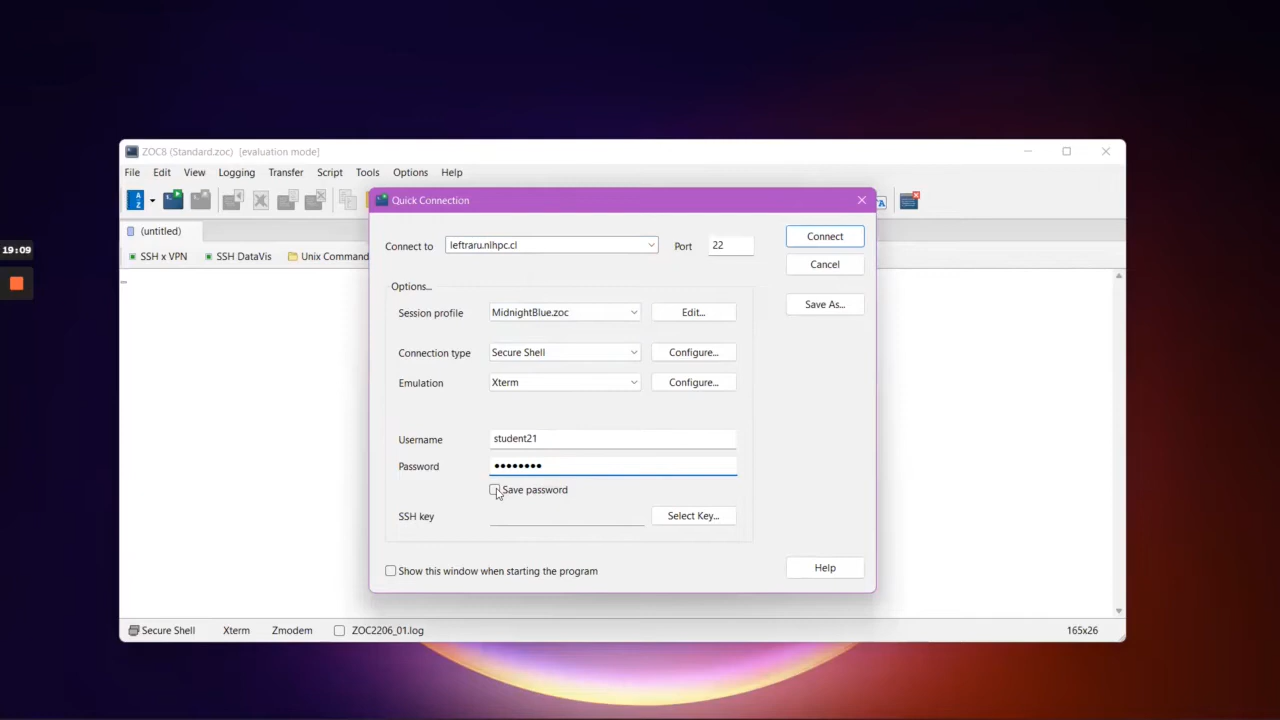 ZOC8 (Standard.zoc) [evaluation mode]
File Edit View Logging Transfer Script Tools Options Help
A
Z
A
Quick Connection
(untitled)
SSH x VPN SSH DataVis Unix Command
19:09
Connect to leftraru.nlhpc.cl Port 22 Connect
Cancel
Options...
Save As...
Session profile MidnightBlue.zoc Edit...
Connection type Secure Shell Configure...
Emulation Xterm Configure...
Username student21
Password ••••••••
Save password
SSH key Select Key...
Show this window when starting the program Help
Secure Shell Xterm Zmodem ZOC2206_01.log 165x26